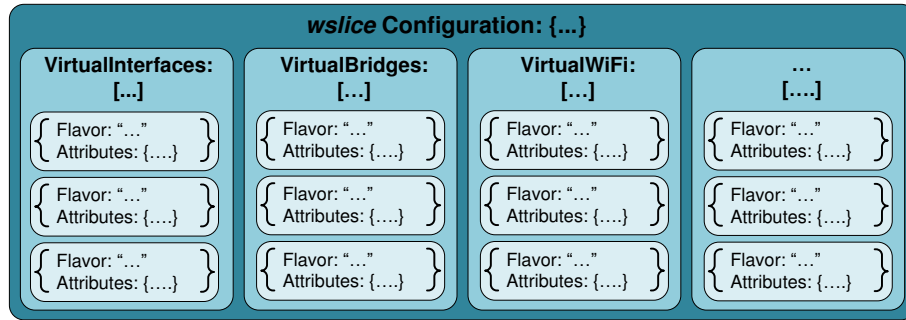 wslice Configuration: {...}
VirtualInterfaces:
[...]
{ Flavor: “…” }
Attributes: {….}
{ Flavor: “…” }
Attributes: {….}
{ Flavor: “…” }
Attributes: {….}
VirtualBridges:
[…]
{ Flavor: “…” }
Attributes: {….}
{ Flavor: “…” }
Attributes: {….}
{ Flavor: “…” }
Attributes: {….}
VirtualWiFi:
[…]
{ Flavor: “…” }
Attributes: {….}
{ Flavor: “…” }
Attributes: {….}
{ Flavor: “…” }
Attributes: {….}
…
[….]
{ Flavor: “…” }
Attributes: {….}
{ Flavor: “…” }
Attributes: {….}
{ Flavor: “…” }
Attributes: {….}